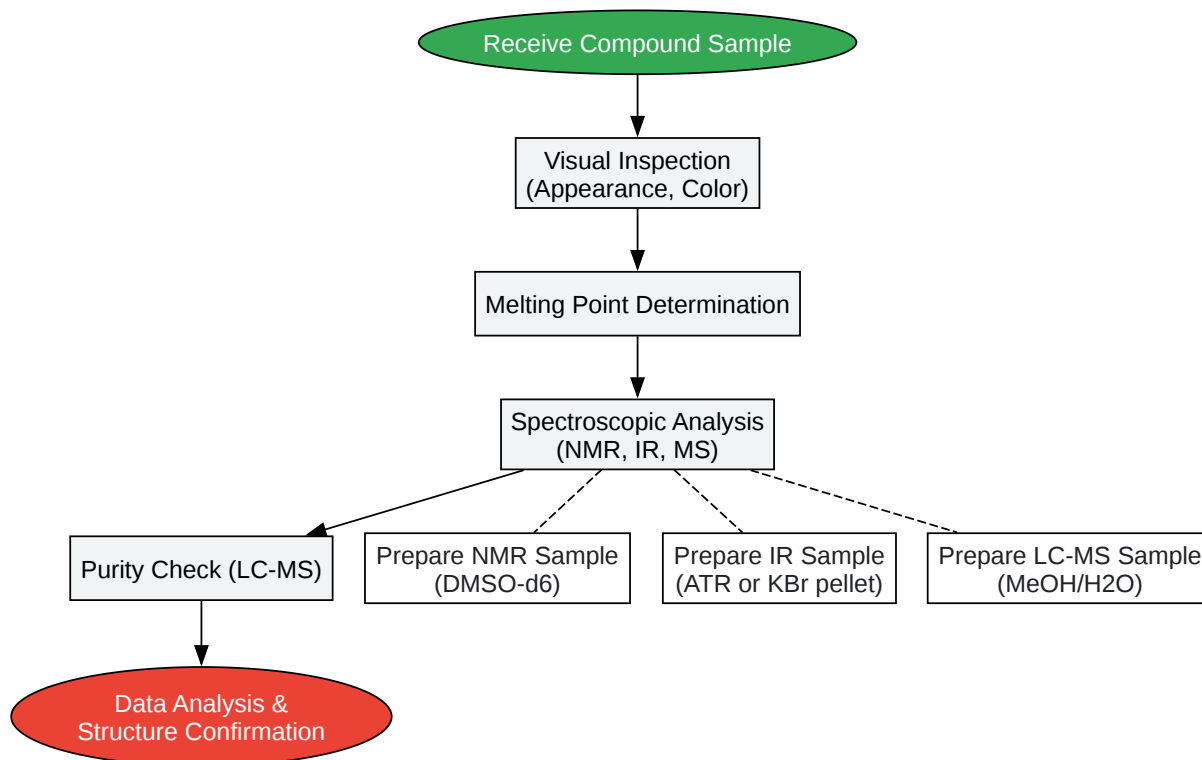 Receive Compound Sample
Visual Inspection
(Appearance, Color)
Melting Point Determination
Spectroscopic Analysis
(NMR, IR, MS)
Purity Check (LC-MS)
Prepare NMR Sample
(DMSO-d6)
Prepare IR Sample
(ATR or KBr pellet)
Prepare LC-MS Sample
(MeOH/H2O)
Data Analysis &
Structure Confirmation